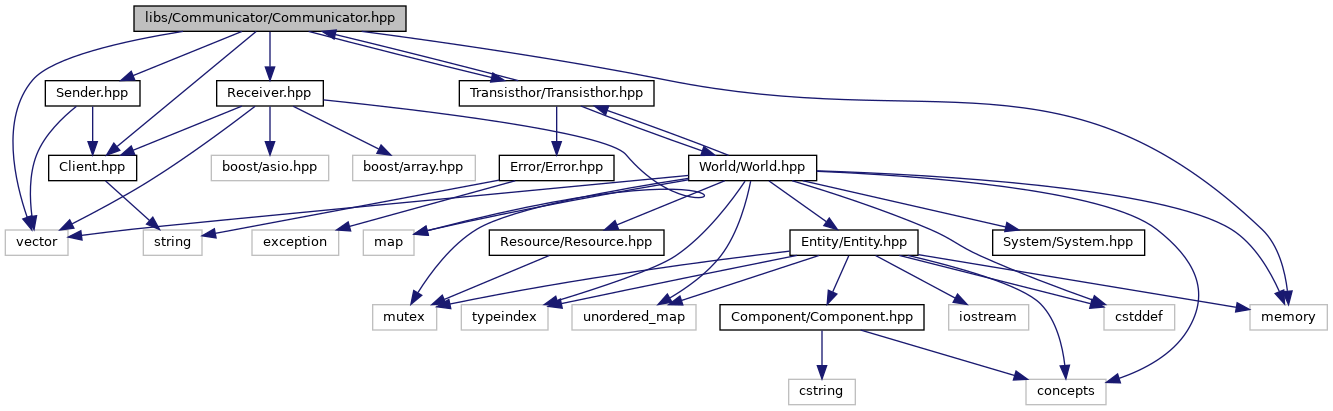 libs/Communicator/Communicator.hpp
Sender.hpp
Receiver.hpp
Transisthor/Transisthor.hpp
Client.hpp
boost/asio.hpp
boost/array.hpp
Error/Error.hpp
World/World.hpp
vector
string
exception
map
Resource/Resource.hpp
Entity/Entity.hpp
System/System.hpp
mutex
typeindex
unordered_map
Component/Component.hpp
iostream
cstddef
memory
cstring
concepts